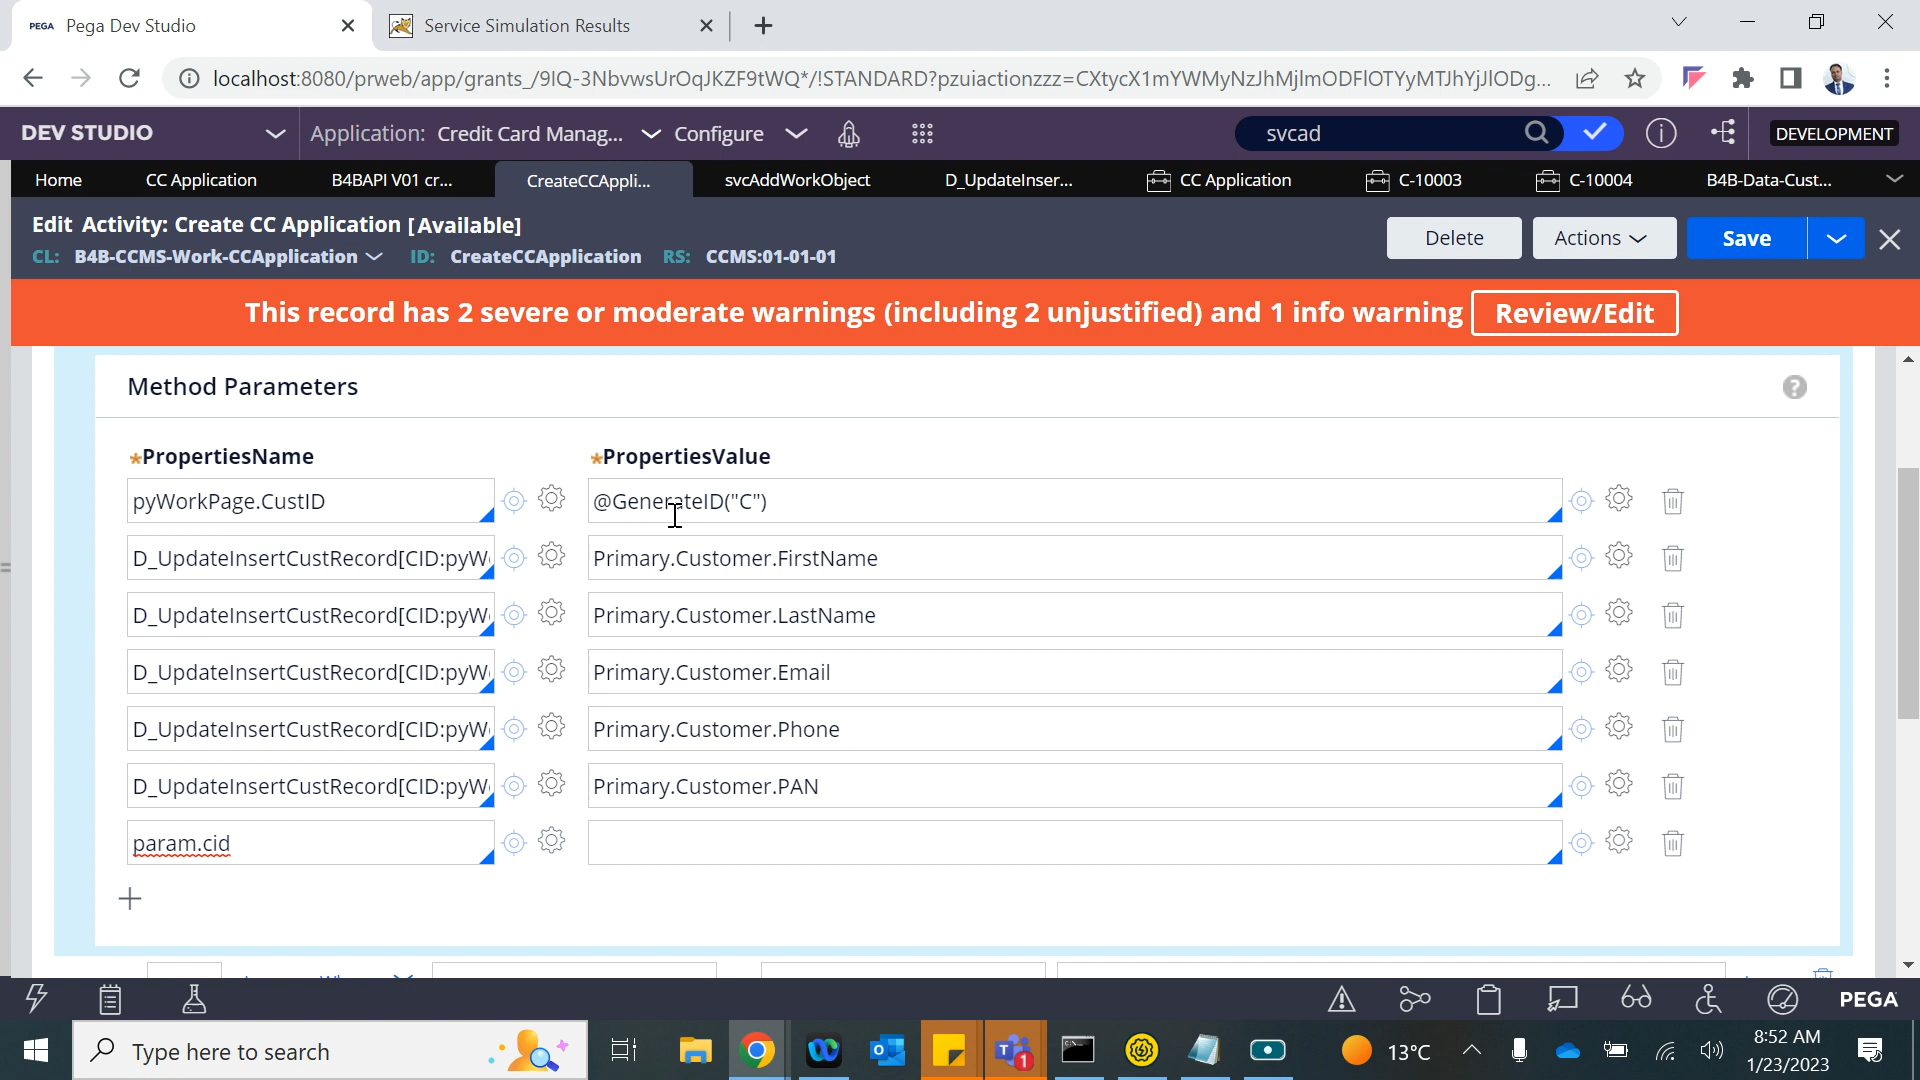 PEGA Pega Dev Studio
Service Simulation Results
localhost:8080/prweb/app/grants_/9IQ-3NbvwsUrOqJKZF9tWQ*/!STANDARD?pzuiactionzzz=CXtycX1mYWMyNzJhMjlmODFlOTYyMTJhYjJlODg...
DEV STUDIO
Application: Credit Card Manag...
Configure
svcad
DEVELOPMENT
Home
CC Application
B4BAPI V01 cr...
CreateCCAppli...
svcAddWorkObject
D_UpdateInser...
CC Application
C-10003
C-10004
B4B-Data-Cust...
Edit Activity: Create CC Application [Available]
CL: B4B-CCMS-Work-CCApplication ID: CreateCCApplication RS: CCMS:01-01-01
Delete
Actions
Save
This record has 2 severe or moderate warnings (including 2 unjustified) and 1 info warning
Review/Edit
Method Parameters
?
*PropertiesName
*PropertiesValue
pyWorkPage.CustID
@GenerateID("C")
D_UpdateInsertCustRecord[CID:pyW
Primary.Customer.FirstName
D_UpdateInsertCustRecord[CID:pyW
Primary.Customer.LastName
D_UpdateInsertCustRecord[CID:pyW
Primary.Customer.Email
D_UpdateInsertCustRecord[CID:pyW
Primary.Customer.Phone
D_UpdateInsertCustRecord[CID:pyW
Primary.Customer.PAN
param.cid
PEGA
Type here to search
1
13°C
8:52 AM
1/23/2023